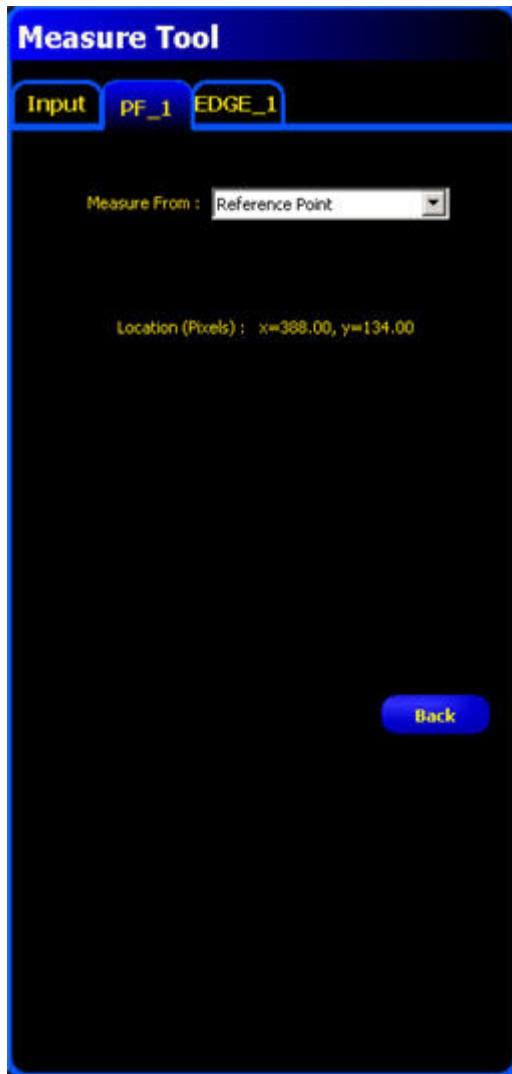 Measure Tool
Input PF_1 EDGE_1
Measure From : Reference Point
Location (Pixels) : x=388.00, y=134.00
Back